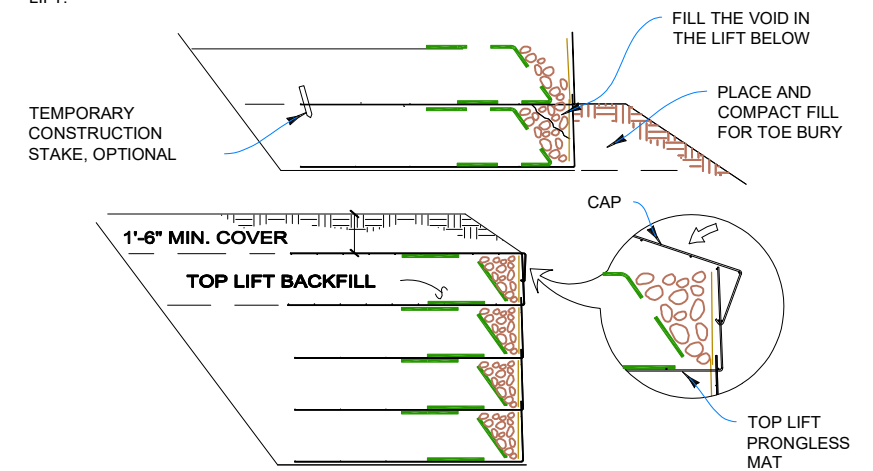 LIFT.
FILL THE VOID IN
THE LIFT BELOW
PLACE AND
COMPACT FILL
FOR TOE BURY
TEMPORARY
CONSTRUCTION
STAKE, OPTIONAL
CAP
1'-6" MIN. COVER
TOP LIFT BACKFILL
TOP LIFT
PRONGLESS
MAT